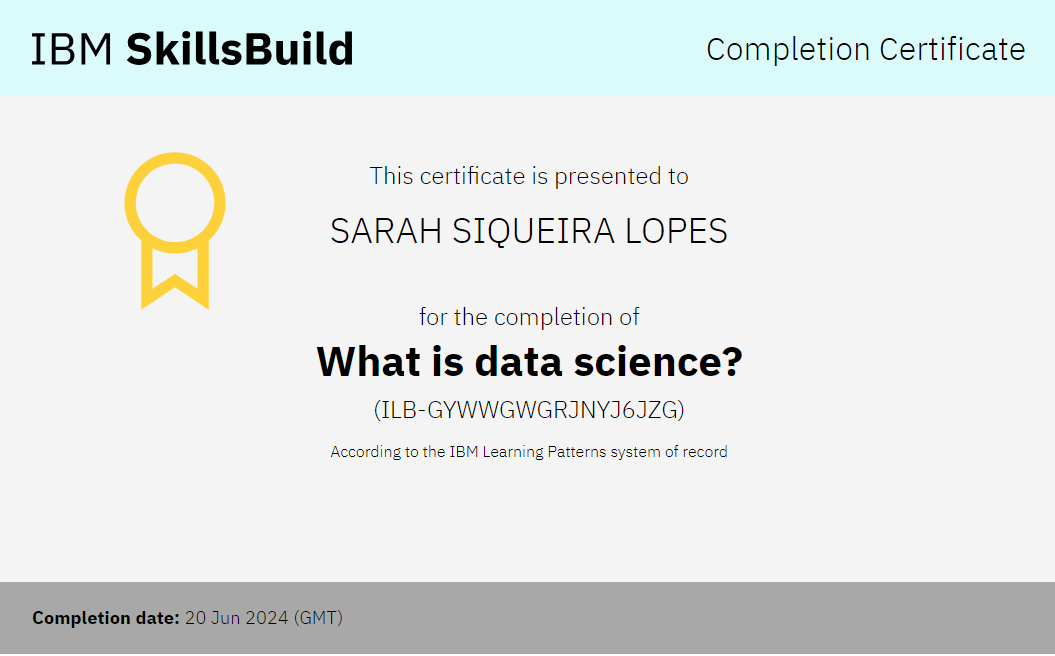 IBM SkillsBuild
Completion Certificate
This certificate is presented to
SARAH SIQUEIRA LOPES
for the completion of
What is data science?
(ILB-GYWWGWGRJNYJ6JZG)
According to the IBM Learning Patterns system of record
Completion date: 20 Jun 2024 (GMT)